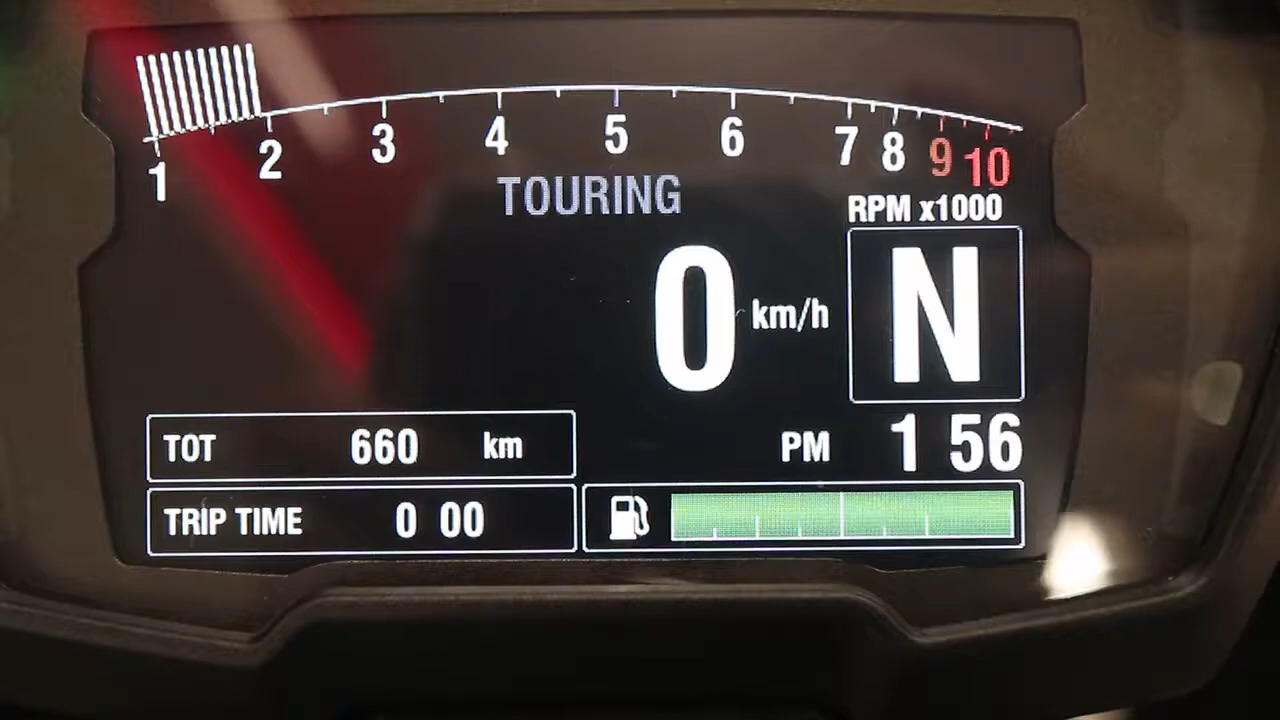 1 2 3 4 5 6 7 8 9 10
TOURING
RPM x1000
0 km/h
N
TOT 660 km
PM 1 56
TRIP TIME 0 00